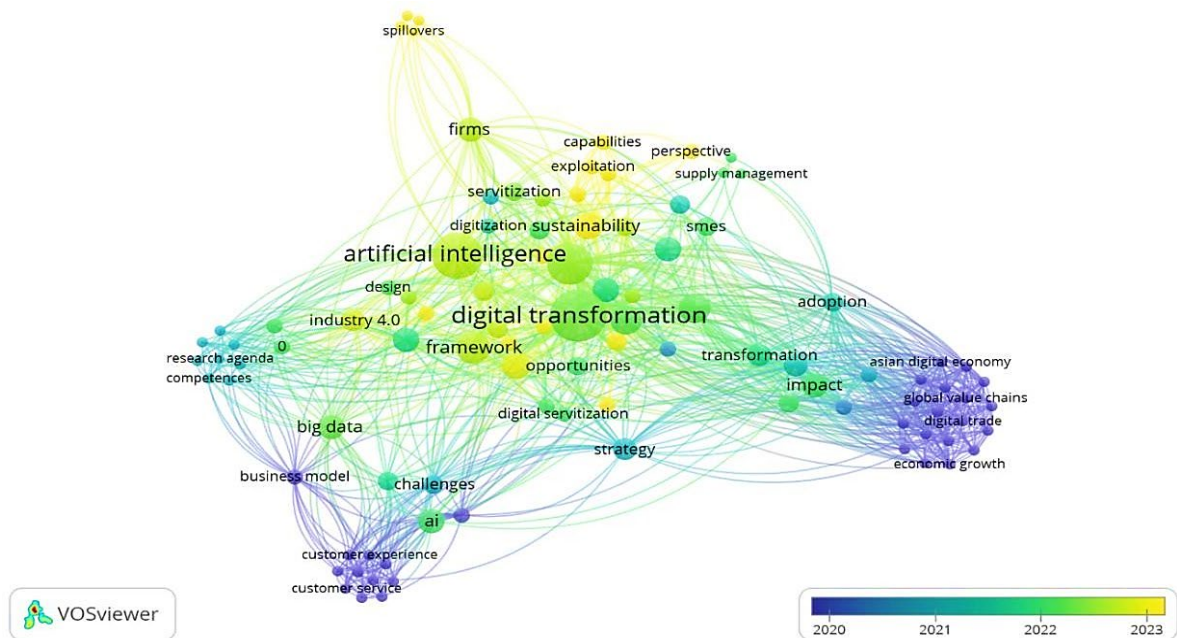 spillovers
firms
capabilities
perspective
exploitation
supply management
servitization
digitization
sustainability
smes
artificial intelligence
design
adoption
industry 4.0
digital transformation
0
framework
research agenda
transformation
asian digital economy
opportunities
competences
impact
global value chains
digital servitization
digital trade
big data
strategy
economic growth
business model
challenges
ai
customer experience
customer service
VOSviewer
2020 2021 2022 2023